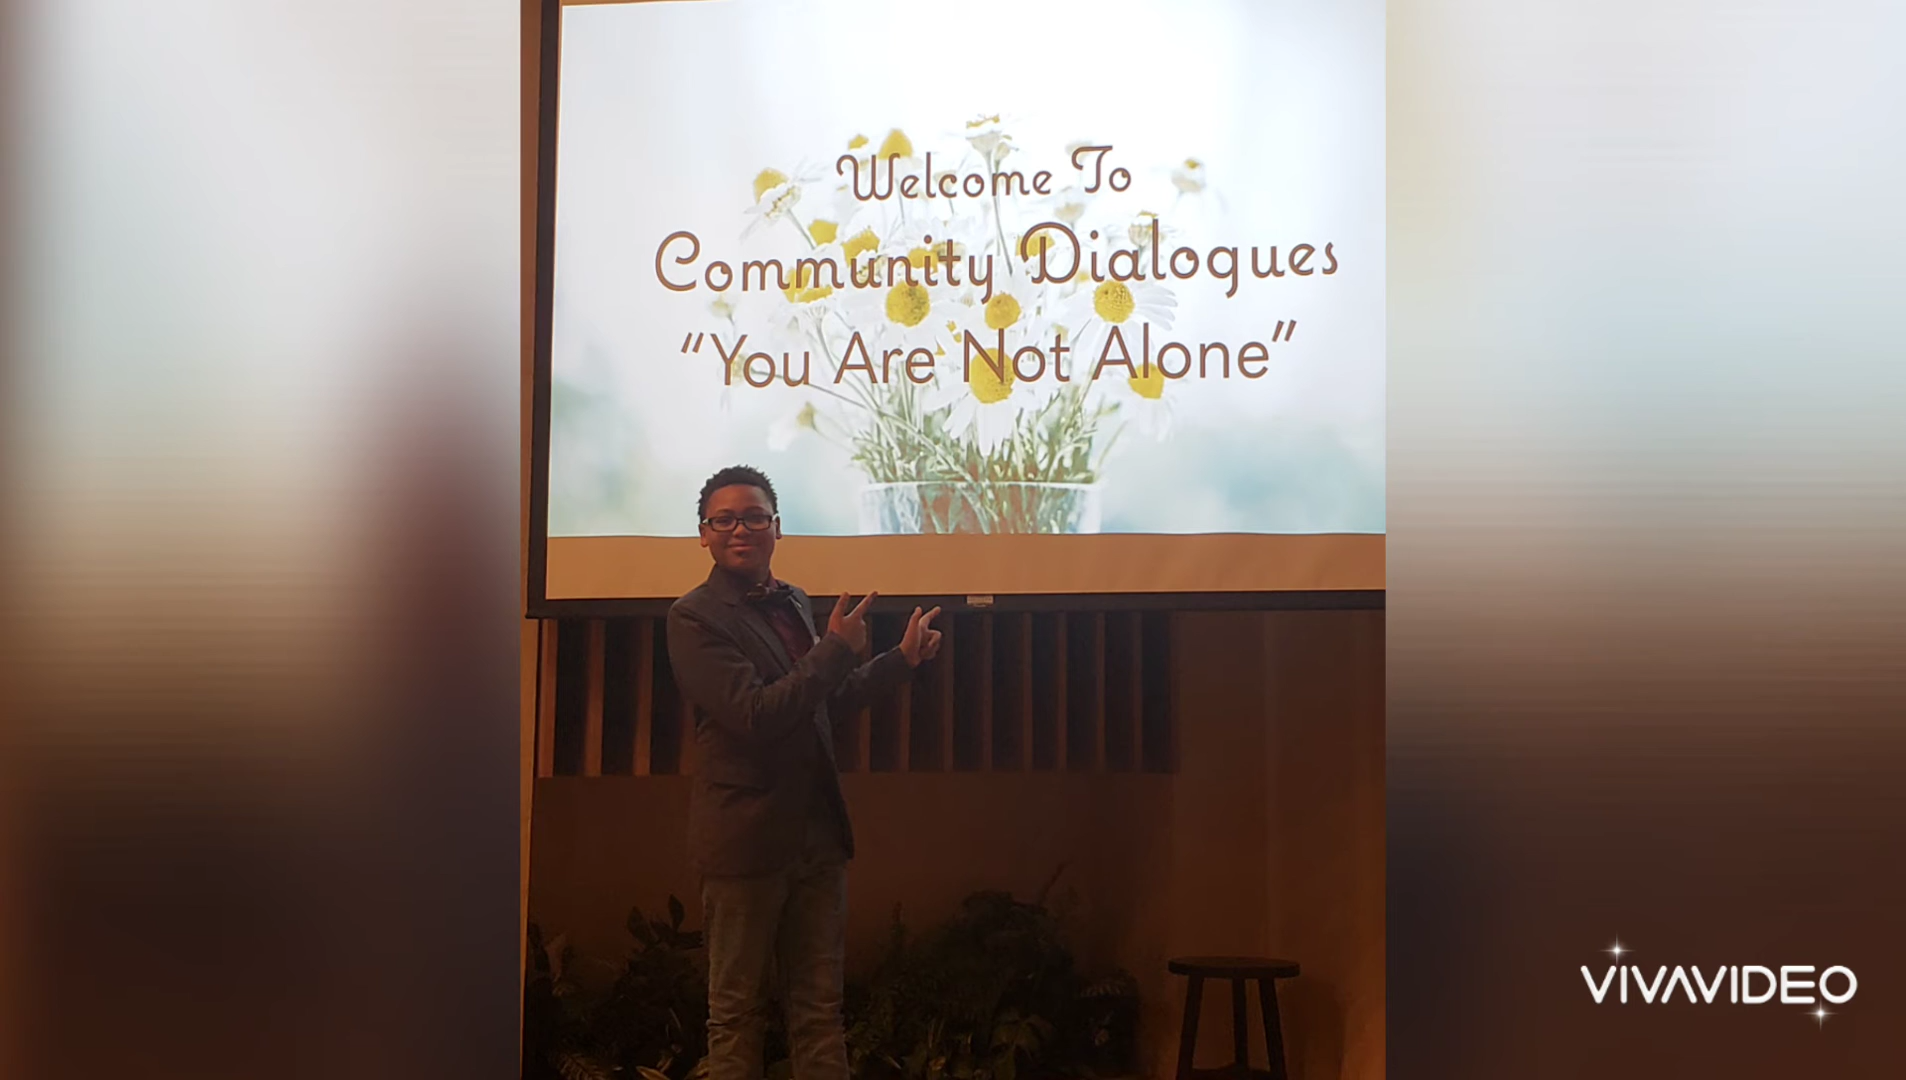 Welcome To
Community Dialogues
“You Are Not Alone”
VIVAVIDEO